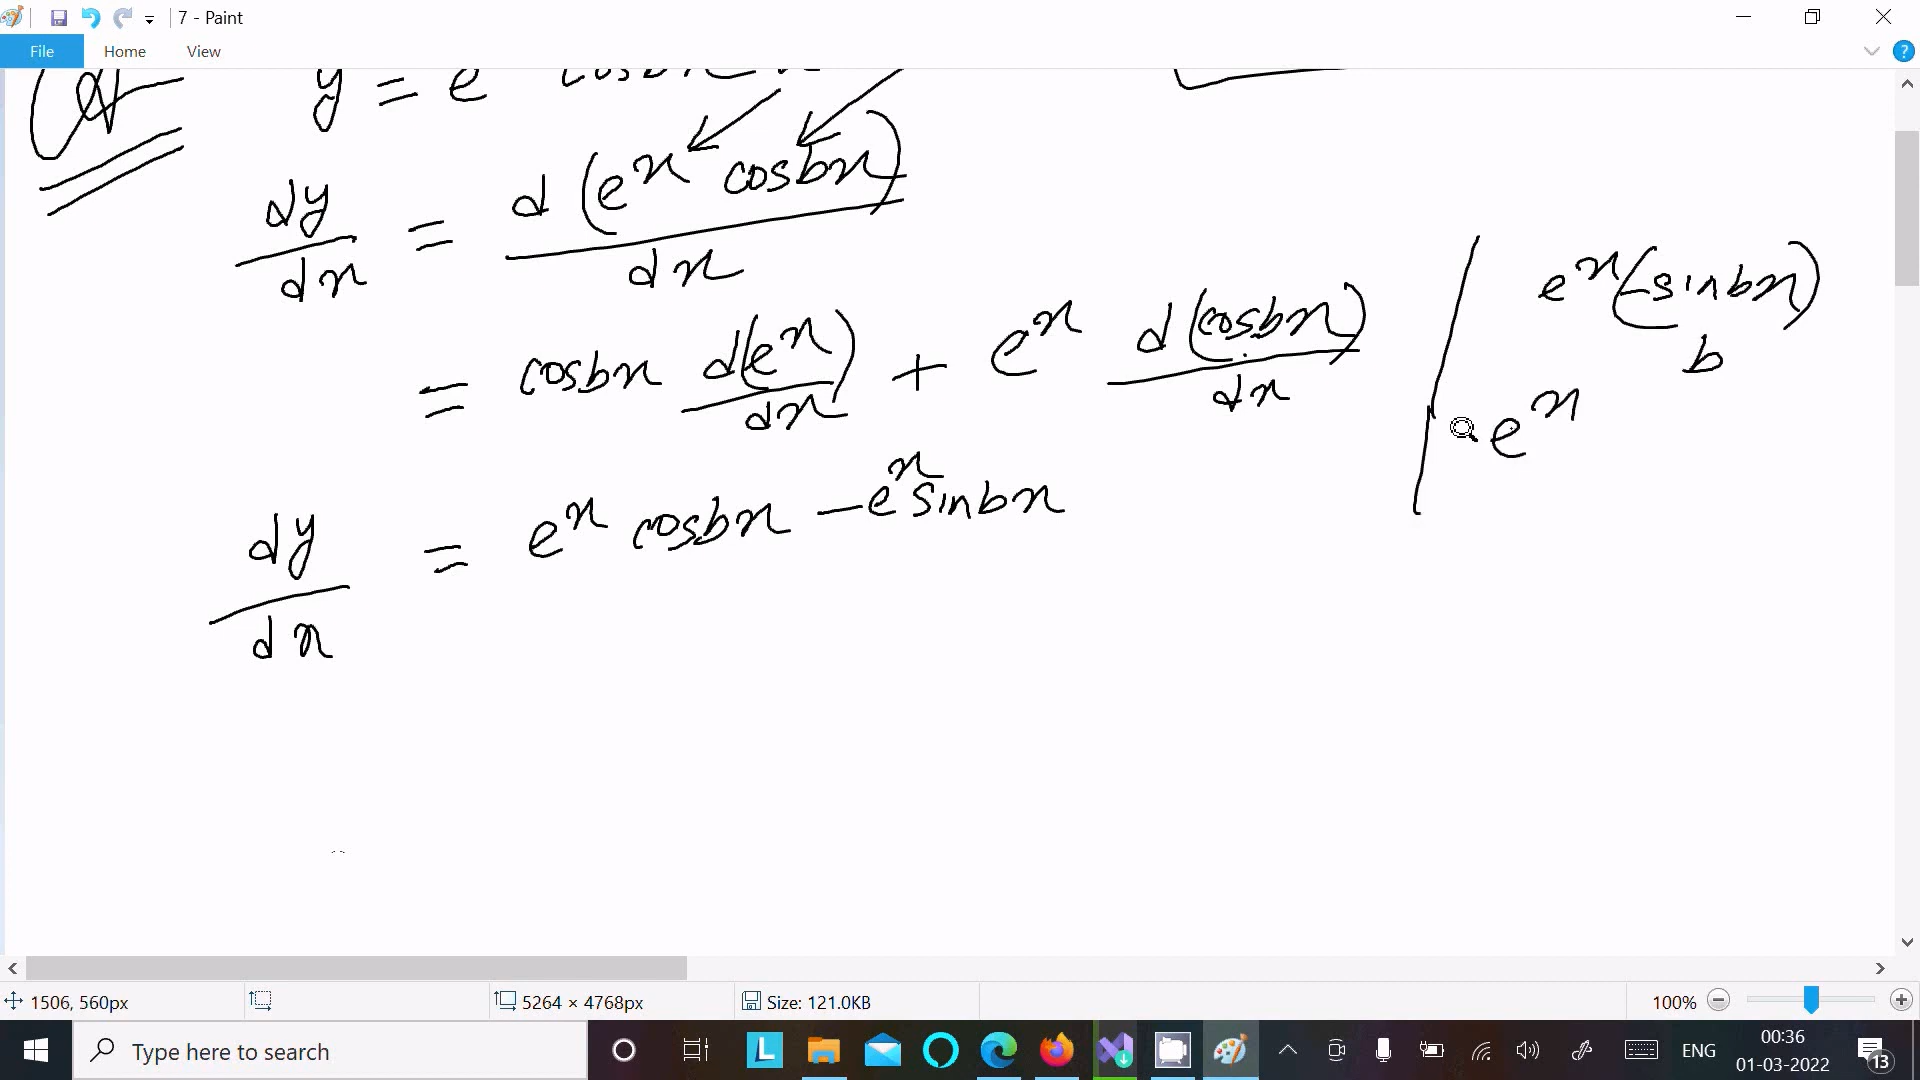 7 - Paint
File Home View
y = e cosbx
dy/dx = d(e^x cosbx)/dx
= cosbx d(e^x)/dx + e^x d(cosbx)/dx
e^x(-sinbx)
b
e^x
dy/dx = e^x cosbx - e^x sinbx
1506, 560px 5264 × 4768px Size: 121.0KB 100%
Type here to search
L
ENG
00:36
01-03-2022
13